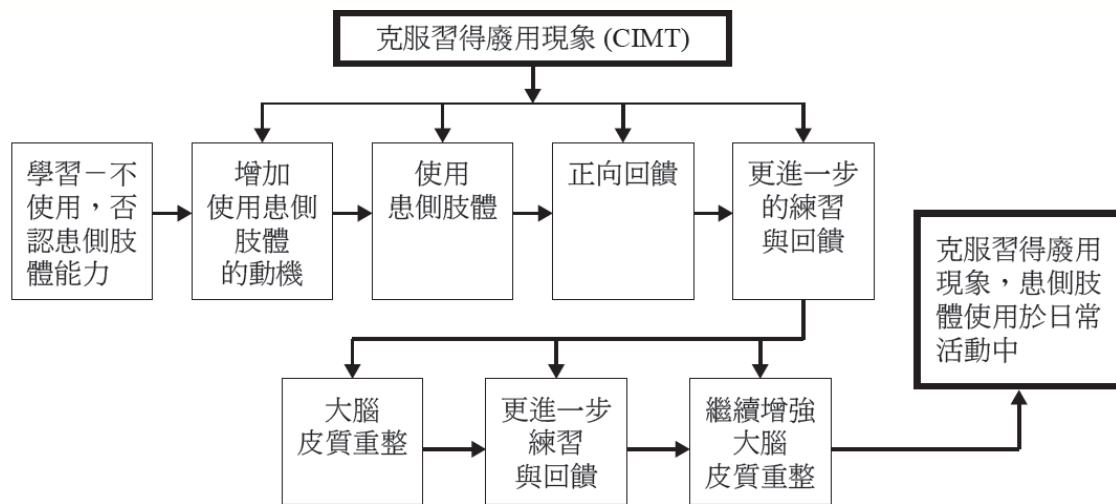 克服習得廢用現象 (CIMT)
學習－不
使用，否
認患側肢
體能力
增加
使用患側
肢體
的動機
使用
患側肢體
正向回饋
更進一步
的練習
與回饋
克服習得廢用
現象，患側肢
體使用於日常
活動中
大腦
皮質重整
更進一步
練習
與回饋
繼續增強
大腦
皮質重整